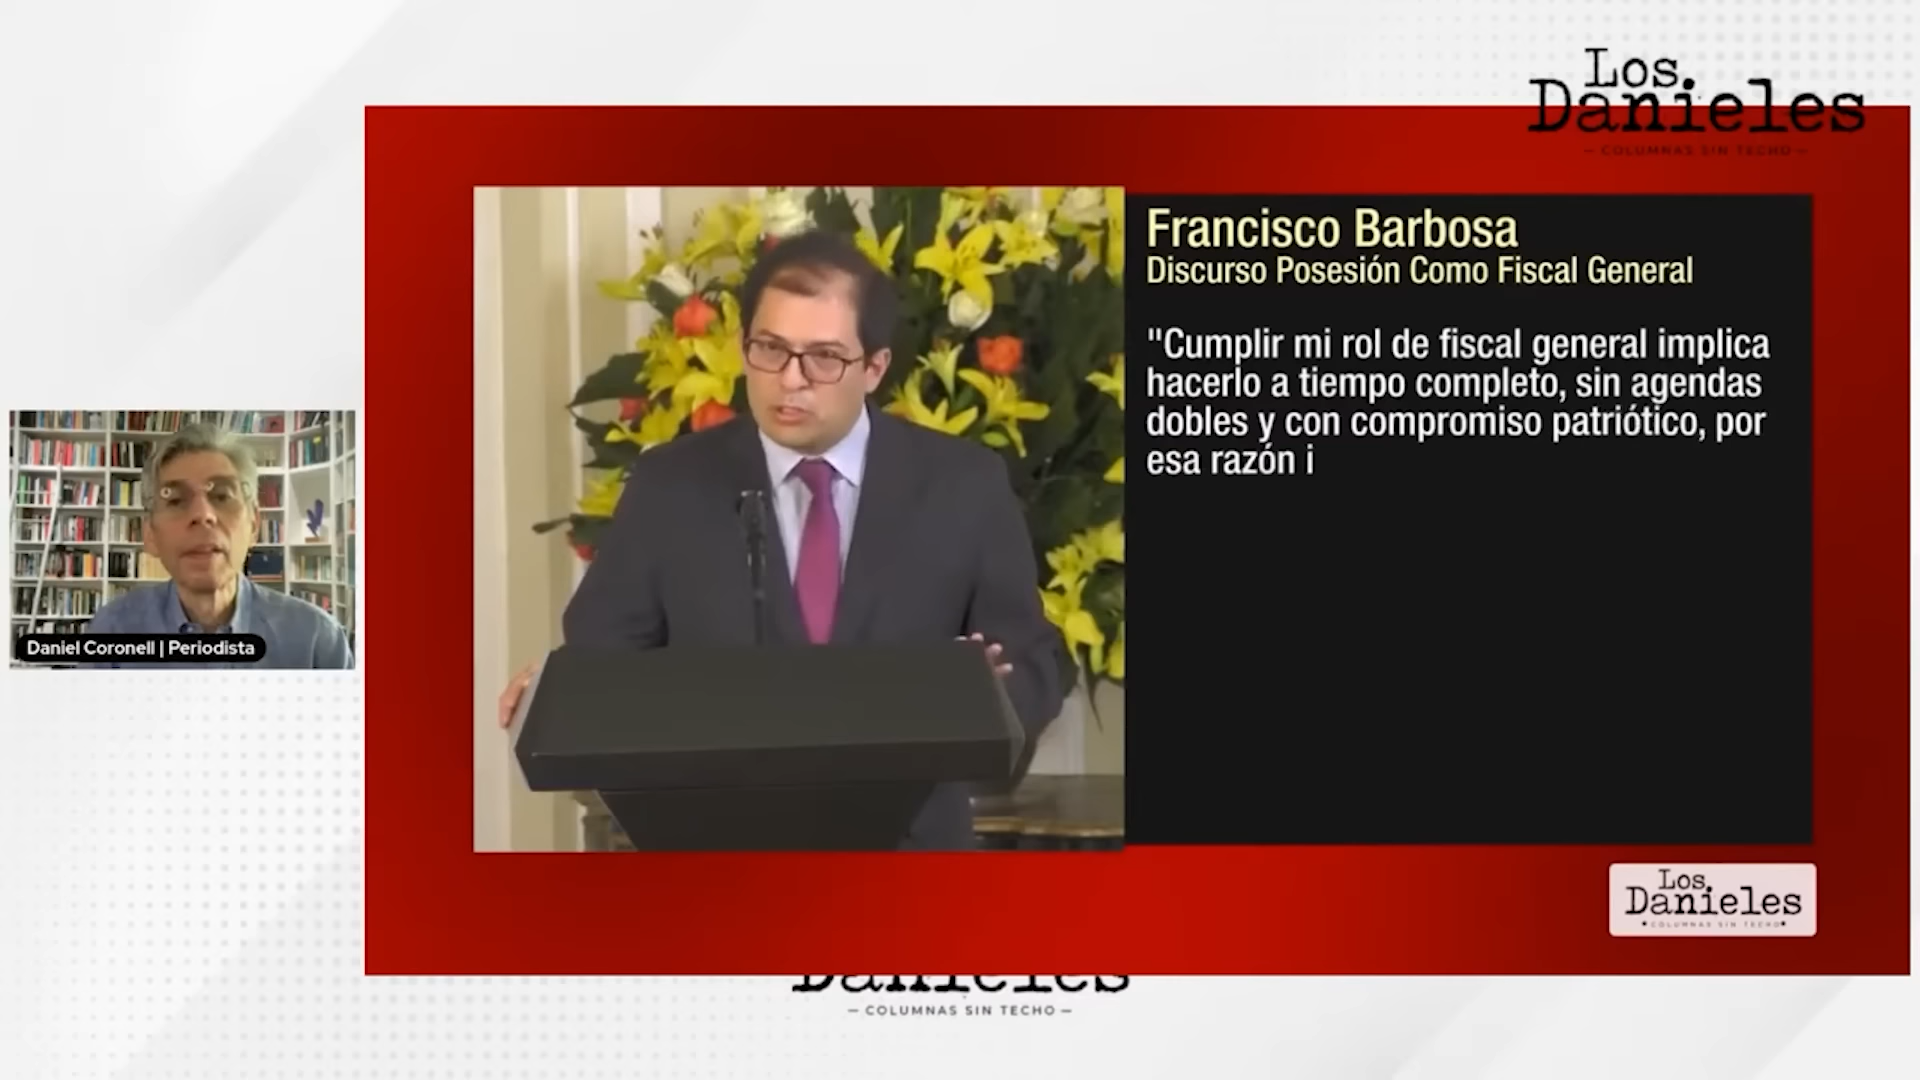 Los
Danieles
— COLUMNAS SIN TECHO —
Francisco Barbosa
Discurso Posesión Como Fiscal General
"Cumplir mi rol de fiscal general implica
hacerlo a tiempo completo, sin agendas
dobles y con compromiso patriótico, por
esa razón i
Daniel Coronell | Periodista
Los
Danieles
COLUMNAS SIN TECHO
Danieles
— COLUMNAS SIN TECHO —